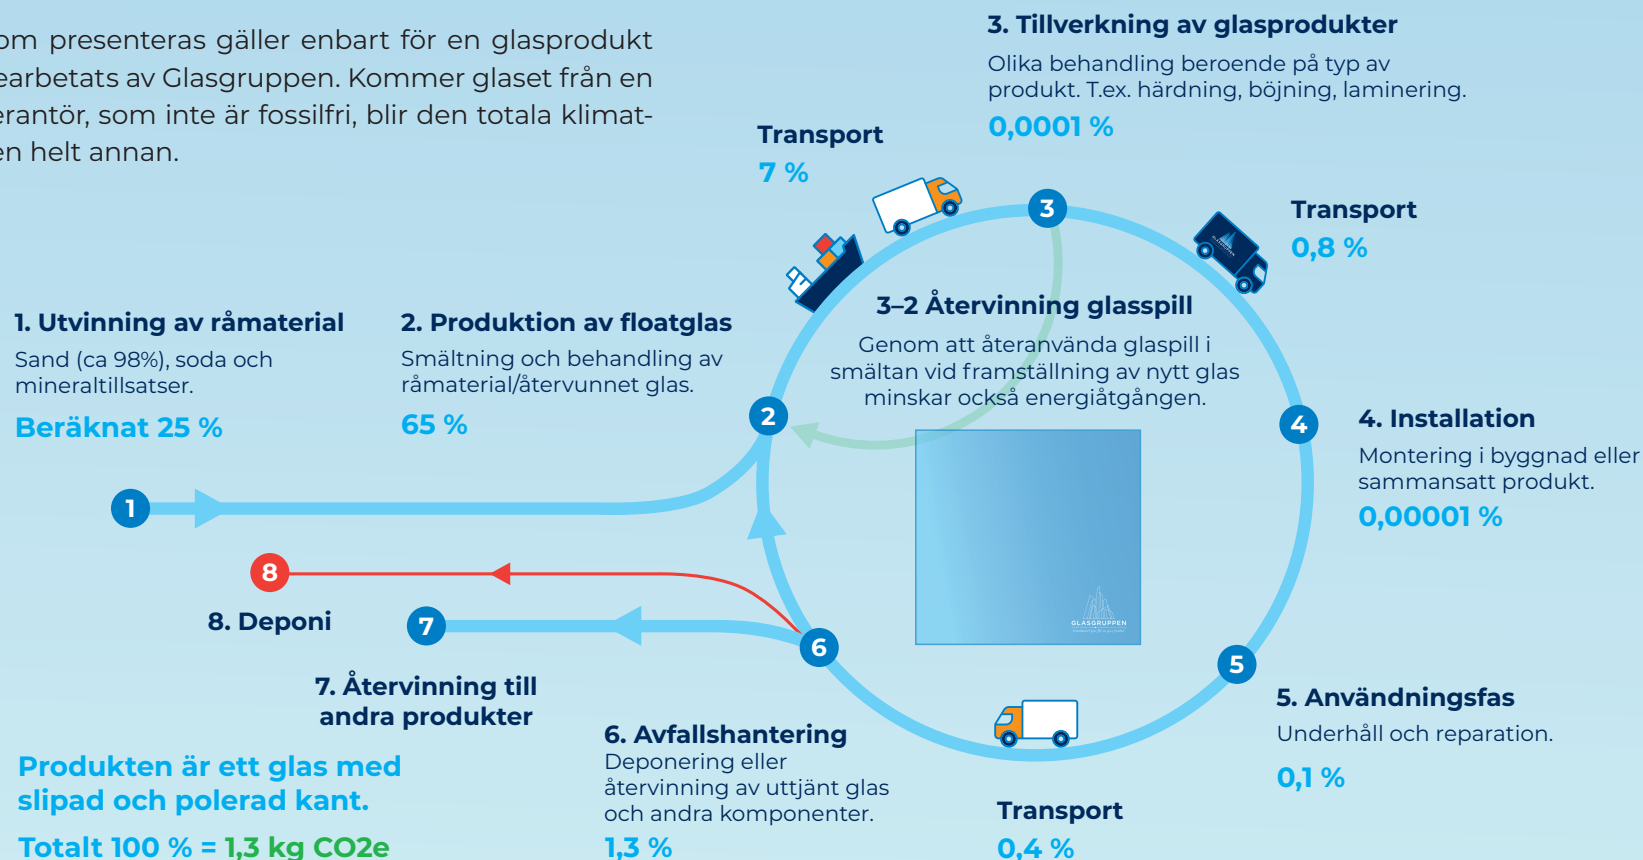 om presenteras gäller enbart för en glasprodukt
earbetats av Glasgruppen. Kommer glaset från en
erantör, som inte är fossilfri, blir den totala klimat-
en helt annan.
3. Tillverkning av glasprodukter
Olika behandling beroende på typ av
produkt. T.ex. härdning, böjning, laminering.
0,0001 %
Transport
7 %
3
Transport
0,8 %
3–2 Återvinning glasspill
Genom att återanvända glaspill i
smältan vid framställning av nytt glas
minskar också energiåtgången.
1. Utvinning av råmaterial
Sand (ca 98%), soda och
mineraltillsatser.
Beräknat 25 %
2. Produktion av floatglas
Smältning och behandling av
råmaterial/återvunnet glas.
65 %
2
4
4. Installation
Montering i byggnad eller
sammansatt produkt.
0,00001 %
1
8
8. Deponi
7
7. Återvinning till
andra produkter
GLASGRUPPEN
6
5
5. Användningsfas
Underhåll och reparation.
0,1 %
6. Avfallshantering
Deponering eller
återvinning av uttjänt glas
och andra komponenter.
1,3 %
Transport
0,4 %
Produkten är ett glas med
slipad och polerad kant.
Totalt 100 % = 1,3 kg CO2e